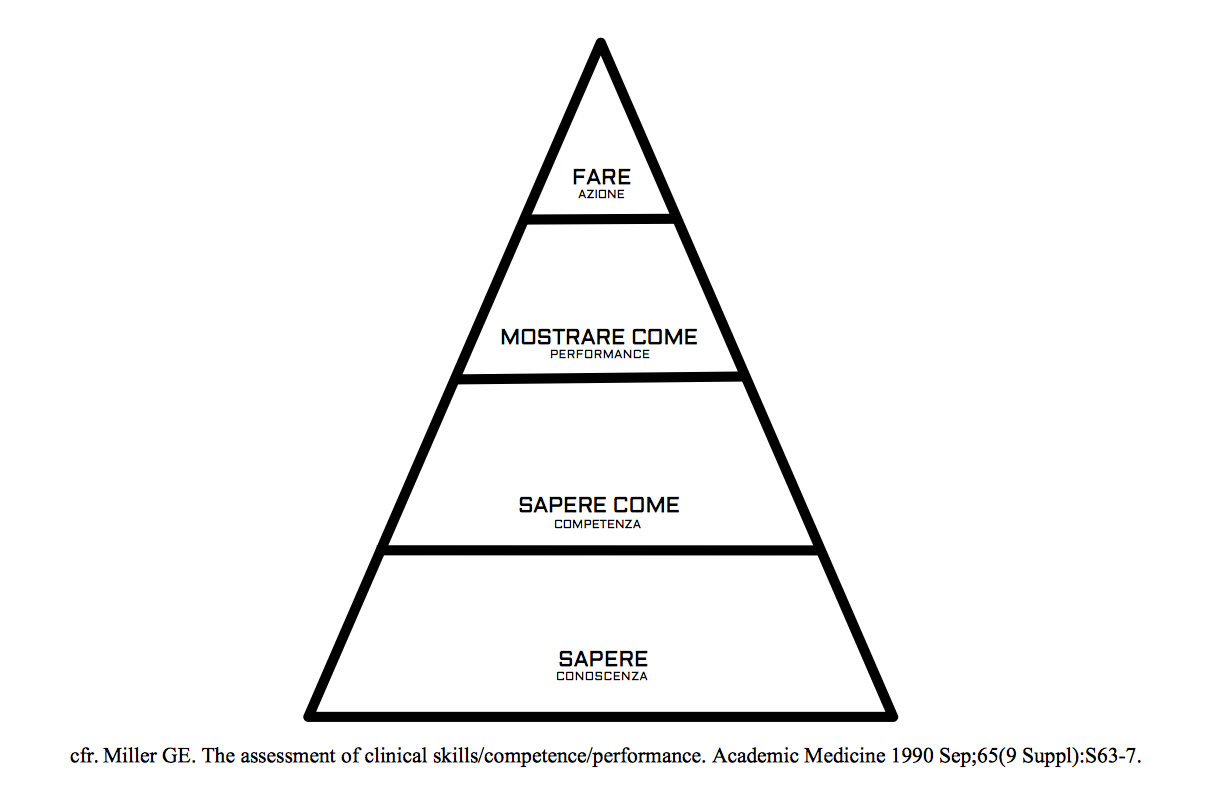 FARE
AZIONE
MOSTRARE COME
PERFORMANCE
SAPERE COME
COMPETENZA
SAPERE
CONOSCENZA
cfr. Miller GE. The assessment of clinical skills/competence/performance. Academic Medicine 1990 Sep;65(9 Suppl):S63-7.